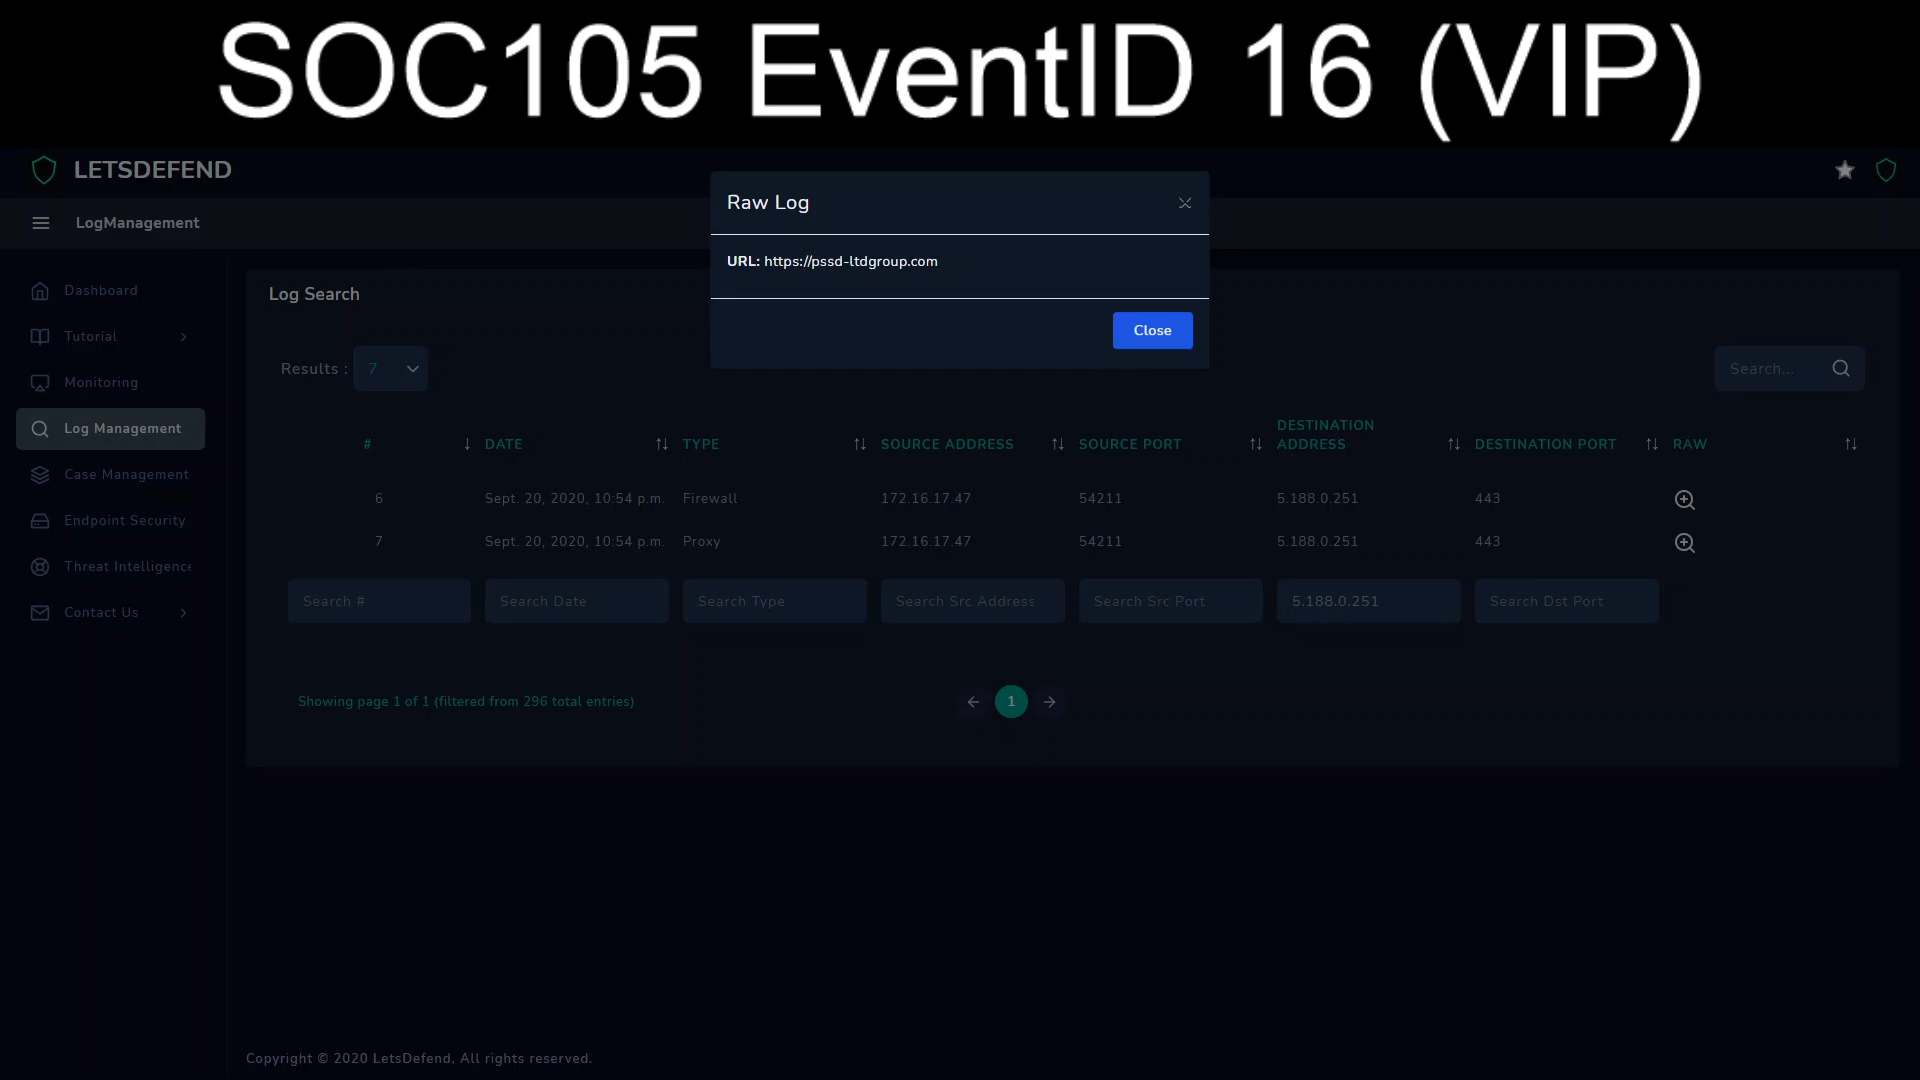 SOC105 EventID 16 (VIP)
LETSDEFEND
LogManagement
Raw Log
URL: https://pssd-ltdgroup.com
Close
Dashboard
Tutorial
Monitoring
Log Management
Case Management
Endpoint Security
Threat Intelligence
Contact Us
Log Search
Results : 7
Search...
# DATE TYPE SOURCE ADDRESS SOURCE PORT DESTINATION ADDRESS DESTINATION PORT RAW
6 Sept. 20, 2020, 10:54 p.m. Firewall 172.16.17.47 54211 5.188.0.251 443
7 Sept. 20, 2020, 10:54 p.m. Proxy 172.16.17.47 54211 5.188.0.251 443
Search # Search Date Search Type Search Src Address Search Src Port 5.188.0.251 Search Dst Port
Showing page 1 of 1 (filtered from 296 total entries)
1
Copyright © 2020 LetsDefend, All rights reserved.